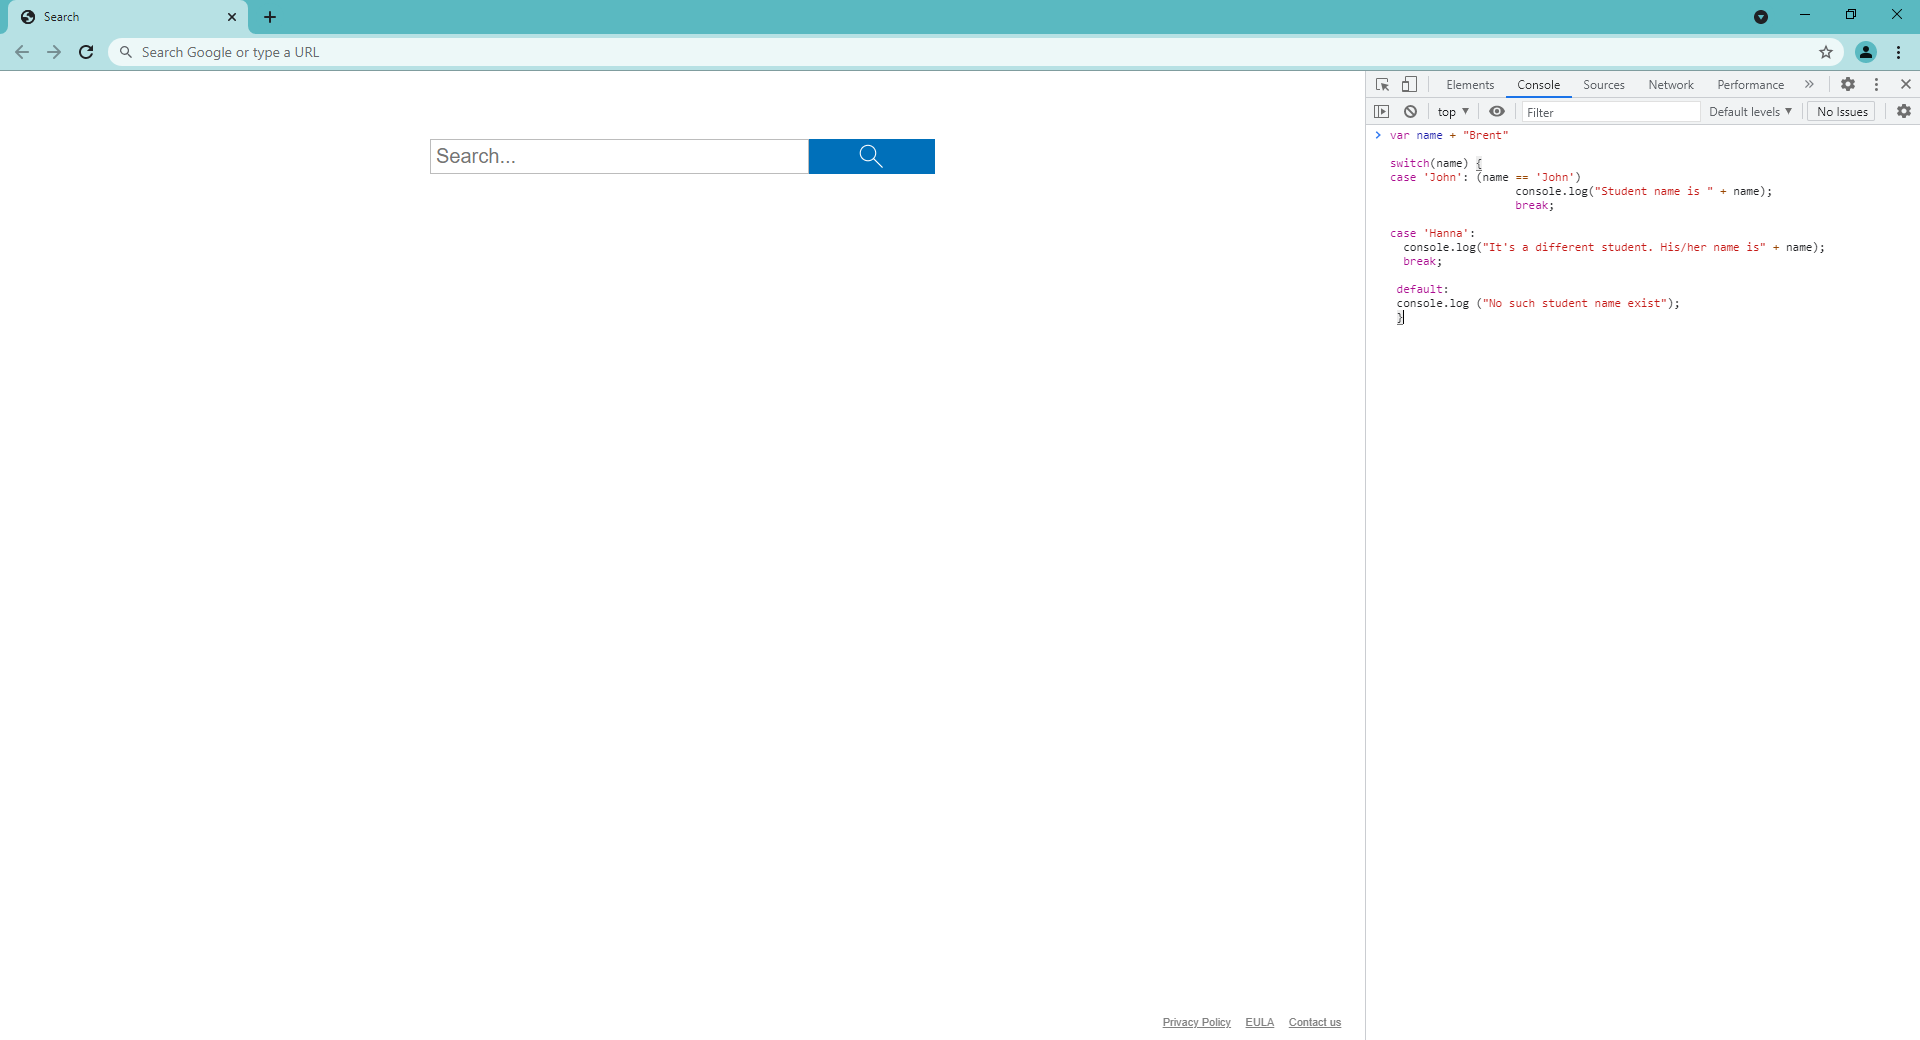 Search
Search Google or type a URL
Elements Console Sources Network Performance
top Filter Default levels No Issues
Search...
var name + "Brent"
switch(name) {
case 'John': (name == 'John')
console.log("Student name is " + name);
break;
case 'Hanna':
console.log("It's a different student. His/her name is" + name);
break;
default:
console.log ("No such student name exist");
}
Privacy Policy EULA Contact us